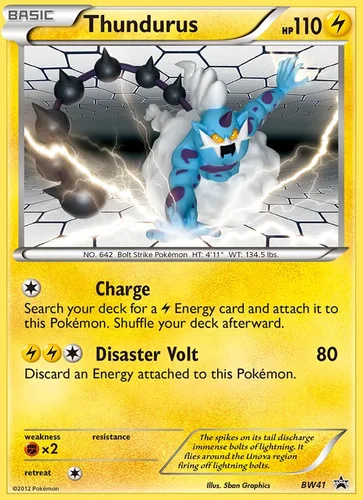 BASIC
Thundurus
HP110
NO. 642 Bolt Strike Pokémon HT: 4'11" WT: 134.5 lbs.
Charge
Search your deck for a Energy card and attach it to
this Pokémon. Shuffle your deck afterward.
Disaster Volt 80
Discard an Energy attached to this Pokémon.
weakness
×2
resistance
retreat
The spikes on its tail discharge
immense bolts of lightning. It
flies around the Unova region
firing off lightning bolts.
©2012 Pokémon
Illus. 5ban Graphics
BW41